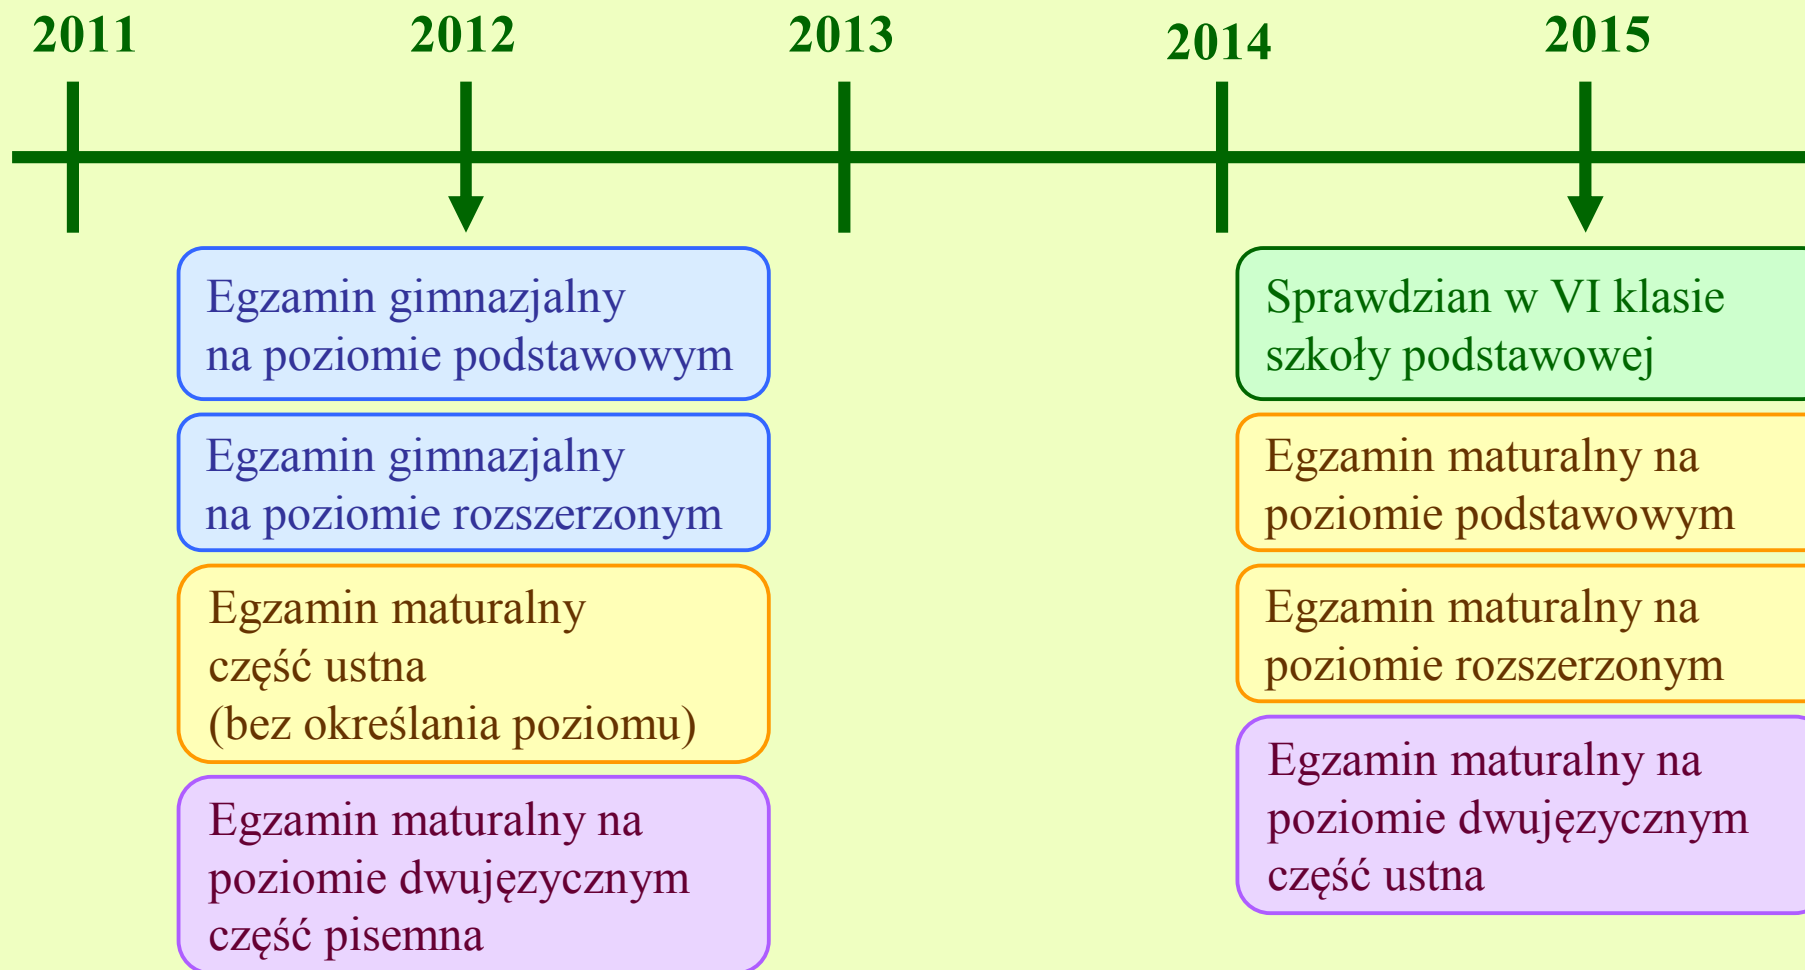 2011 2012 2013 2014 2015
Egzamin gimnazjalny
na poziomie podstawowym
Egzamin gimnazjalny
na poziomie rozszerzonym
Egzamin maturalny
część ustna
(bez określania poziomu)
Egzamin maturalny na
poziomie dwujęzycznym
część pisemna
Sprawdzian w VI klasie
szkoły podstawowej
Egzamin maturalny na
poziomie podstawowym
Egzamin maturalny na
poziomie rozszerzonym
Egzamin maturalny na
poziomie dwujęzycznym
część ustna